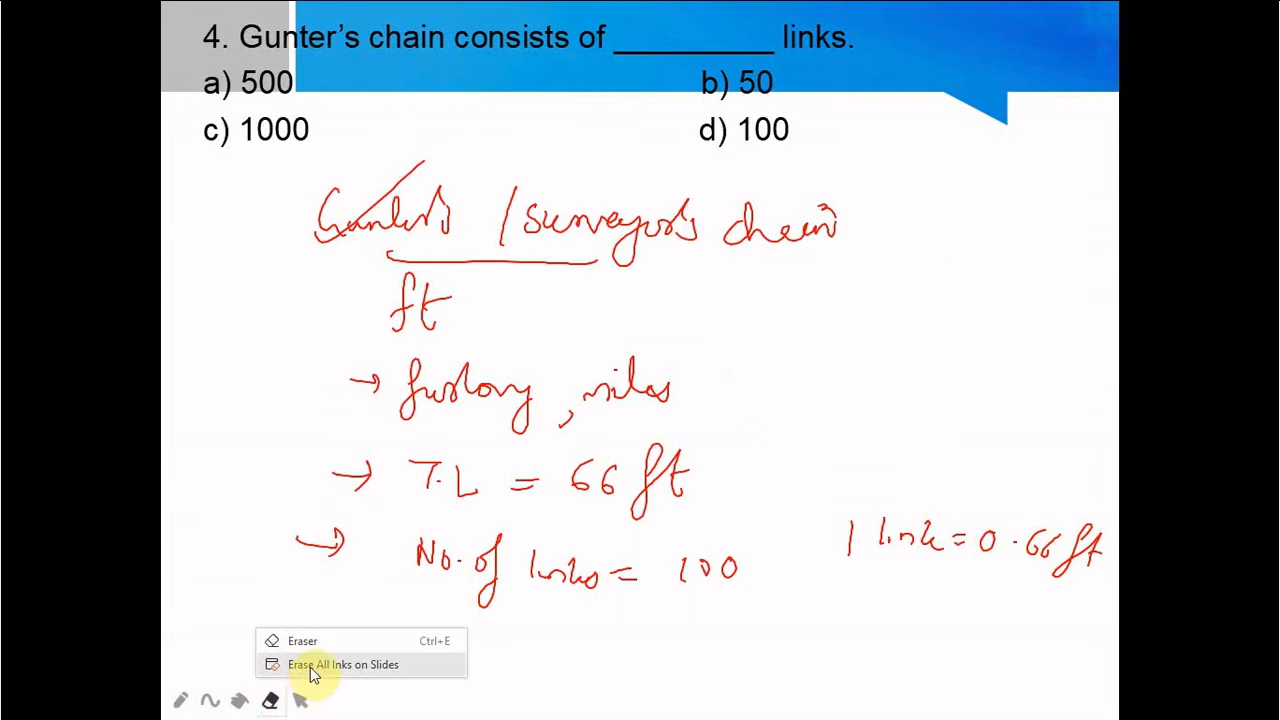 4. Gunter's chain consists of __________ links.
a) 500 b) 50
c) 1000 d) 100
Gunter's / Surveyor's chain
ft
→ furlong, miles
→ T.L = 66 ft
→ No. of links = 100
1 link = 0.66 ft
Eraser Ctrl+E
Erase All Inks on Slides